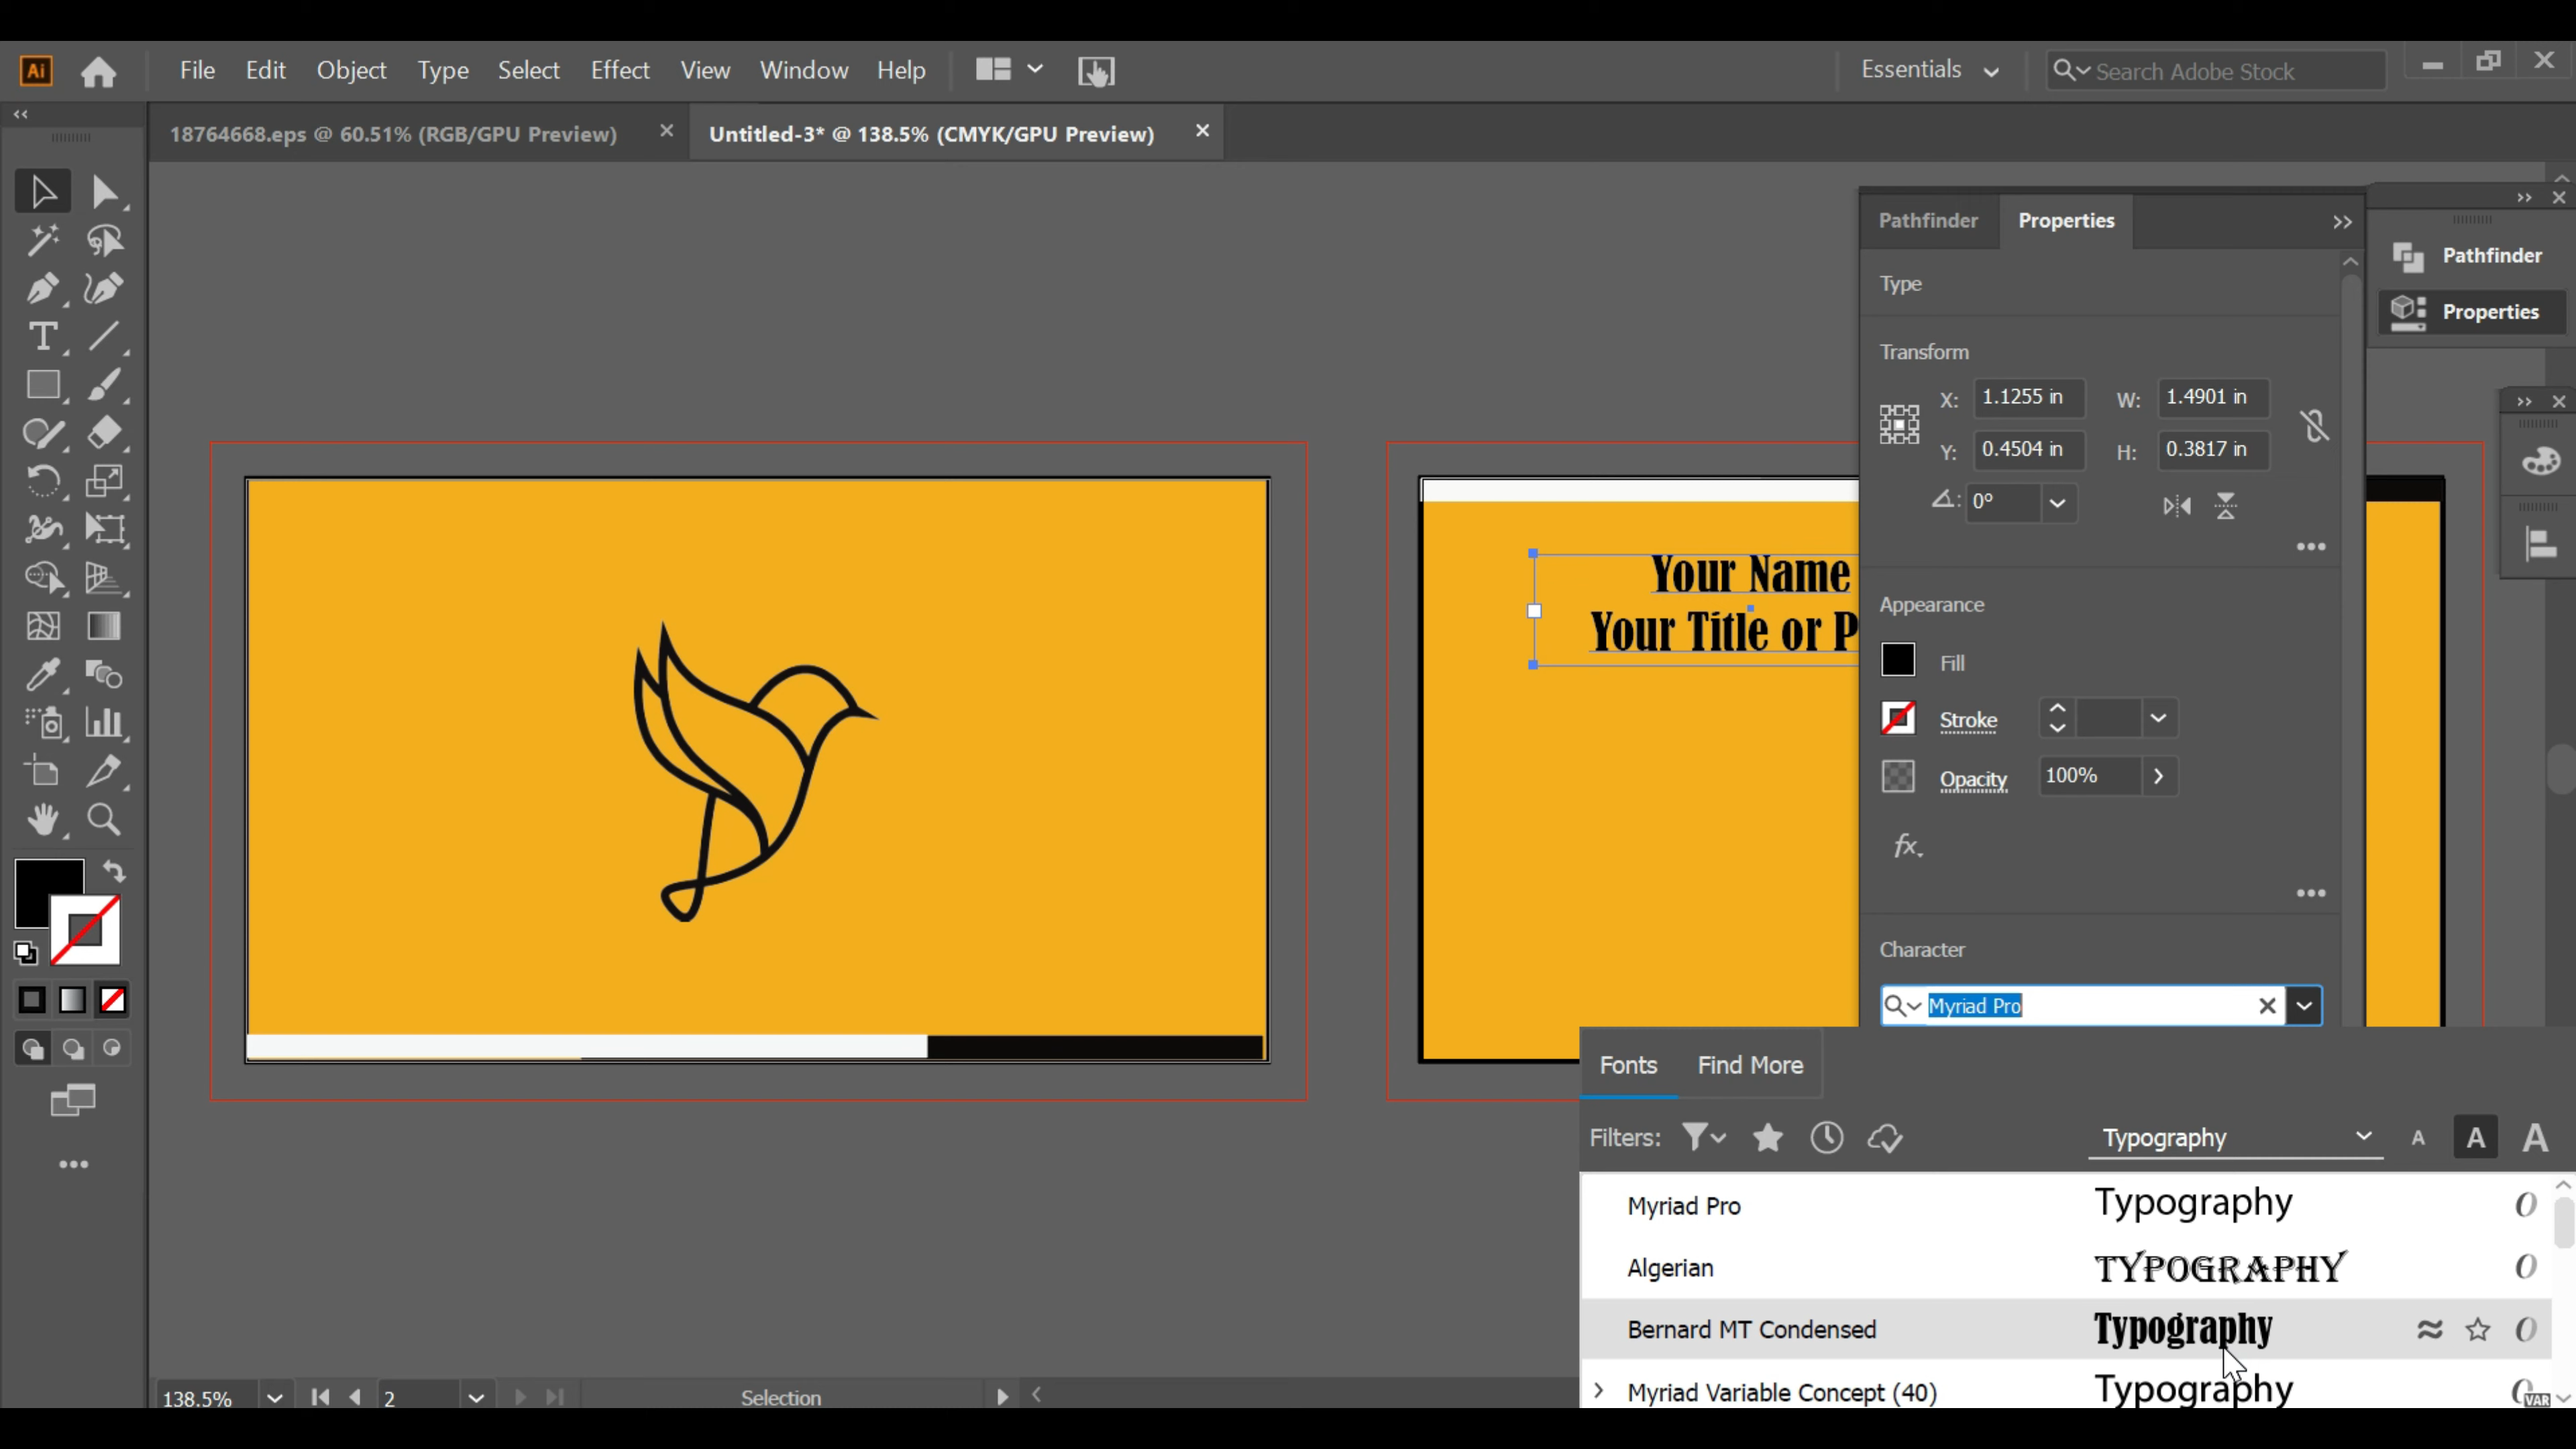 Ai File Edit Object Type Select Effect View Window Help Essentials Search Adobe Stock
18764668.eps @ 60.51% (RGB/GPU Preview) Untitled-3* @ 138.5% (CMYK/GPU Preview)
Pathfinder Properties
Pathfinder
Properties
Type
Transform
X: 1.1255 in W: 1.4901 in
Y: 0.4504 in H: 0.3817 in
0°
Your Name
Your Title or P
Appearance
Fill
Stroke
Opacity 100%
fx
Character
Myriad Pro
Fonts Find More
Filters: Typography A A A
Myriad Pro Typography O
Algerian TYPOGRAPHY O
Bernard MT Condensed Typography O
Myriad Variable Concept (40) Typography VAR
138.5% 2 Selection